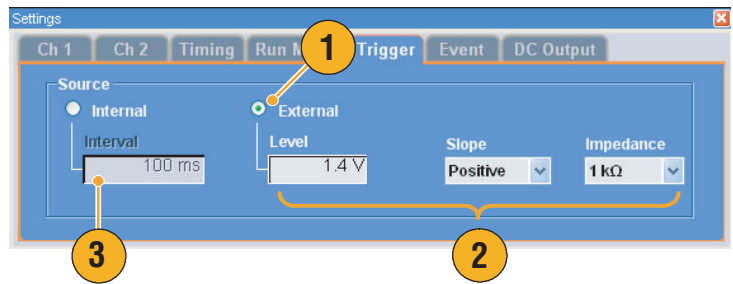 Settings
Ch 1 Ch 2 Timing Run M Trigger Event DC Output
1
Source
Internal External
Interval Level Slope Impedance
100 ms 1.4 V Positive 1 kΩ
3 2